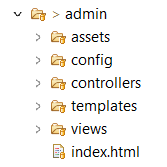 > admin
assets
config
controllers
templates
views
index.html